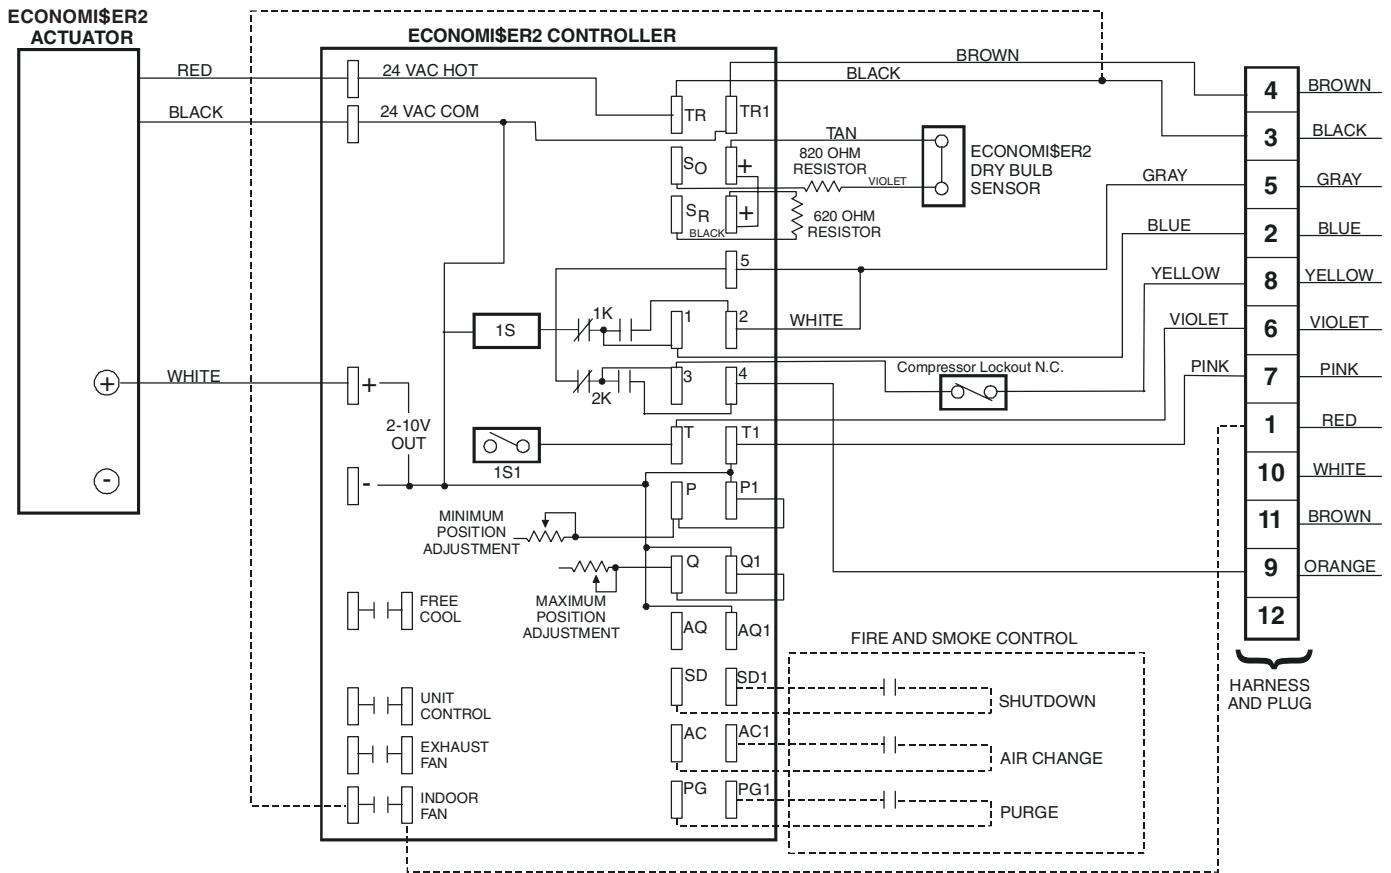 ECONOMI$ER2
ACTUATOR
ECONOMI$ER2 CONTROLLER
RED
24 VAC HOT
BLACK
24 VAC COM
TR
TR1
BROWN
BLACK
SO
+
TAN
820 OHM
RESISTOR
VIOLET
ECONOMI$ER2
DRY BULB
SENSOR
SR
+
BLACK
620 OHM
RESISTOR
GRAY
BLUE
YELLOW
VIOLET
PINK
5
1S
1K
1
2
WHITE
2K
3
4
Compressor Lockout N.C.
+
WHITE
+
2-10V
OUT
-
-
1S1
T
T1
P
P1
MINIMUM
POSITION
ADJUSTMENT
Q
Q1
MAXIMUM
POSITION
ADJUSTMENT
AQ
AQ1
FREE
COOL
UNIT
CONTROL
EXHAUST
FAN
INDOOR
FAN
SD
SD1
AC
AC1
PG
PG1
FIRE AND SMOKE CONTROL
SHUTDOWN
AIR CHANGE
PURGE
4 BROWN
3 BLACK
5 GRAY
2 BLUE
8 YELLOW
6 VIOLET
7 PINK
1 RED
10 WHITE
11 BROWN
9 ORANGE
12
HARNESS
AND PLUG